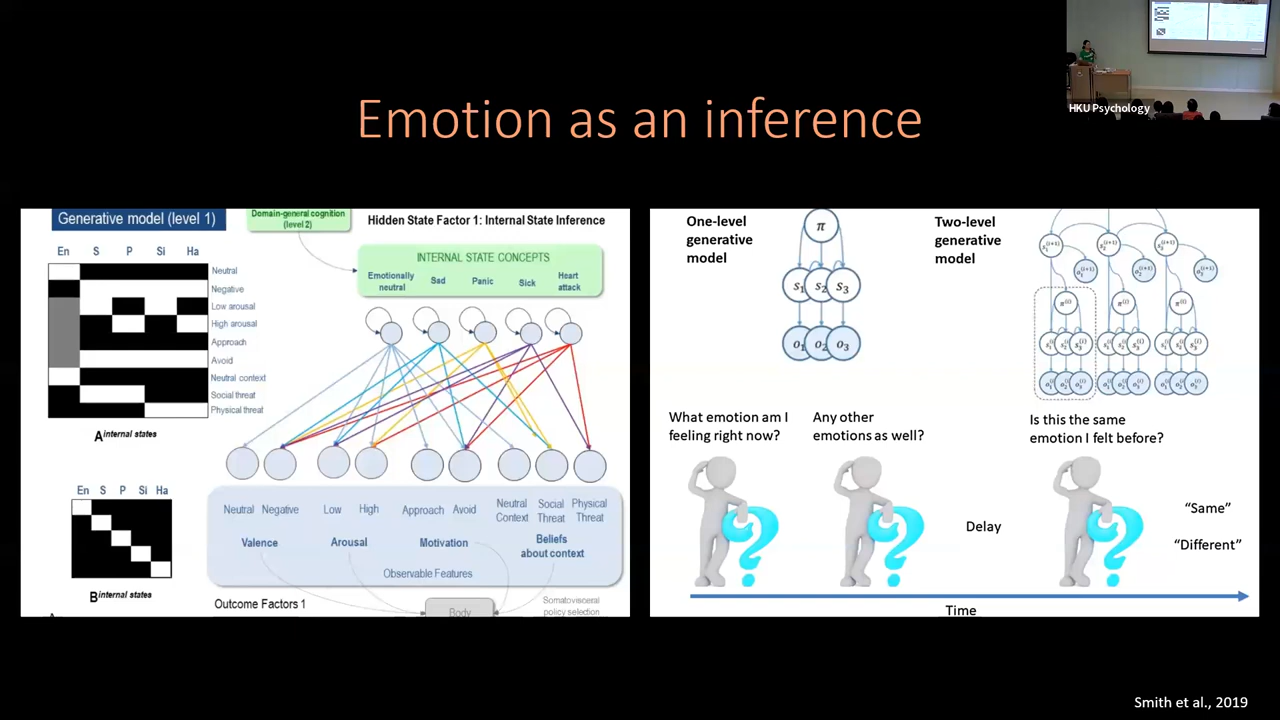 HKU Psychology
Emotion as an inference
Generative model (level 1)
Domain-general cognition
(level 2)
Hidden State Factor 1: Internal State Inference
En S P Si Ha
Neutral
Negative
Low arousal
High arousal
Approach
Avoid
Neutral context
Social threat
Physical threat
A internal states
INTERNAL STATE CONCEPTS
Emotionally neutral
Sad
Panic
Sick
Heart attack
En S P Si Ha
B internal states
Neutral Negative Low High Approach Avoid Neutral Context Social Threat Physical Threat
Valence
Arousal
Motivation
Beliefs
about context
Observable Features
Outcome Factors 1
Body
Somatovisceral
policy selection
One-level
generative
model
π
s1 s2 s3
o1 o2 o3
Two-level
generative
model
What emotion am I
feeling right now?
Any other
emotions as well?
Is this the same
emotion I felt before?
Delay
“Same”
“Different”
Time
Smith et al., 2019